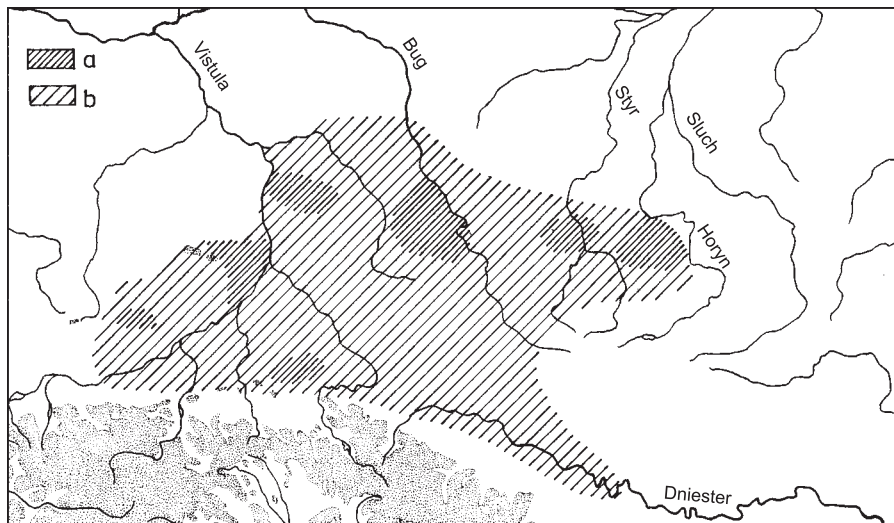 a
b
Vistula
Bug
Styr
Sluch
Horyn
Dniester